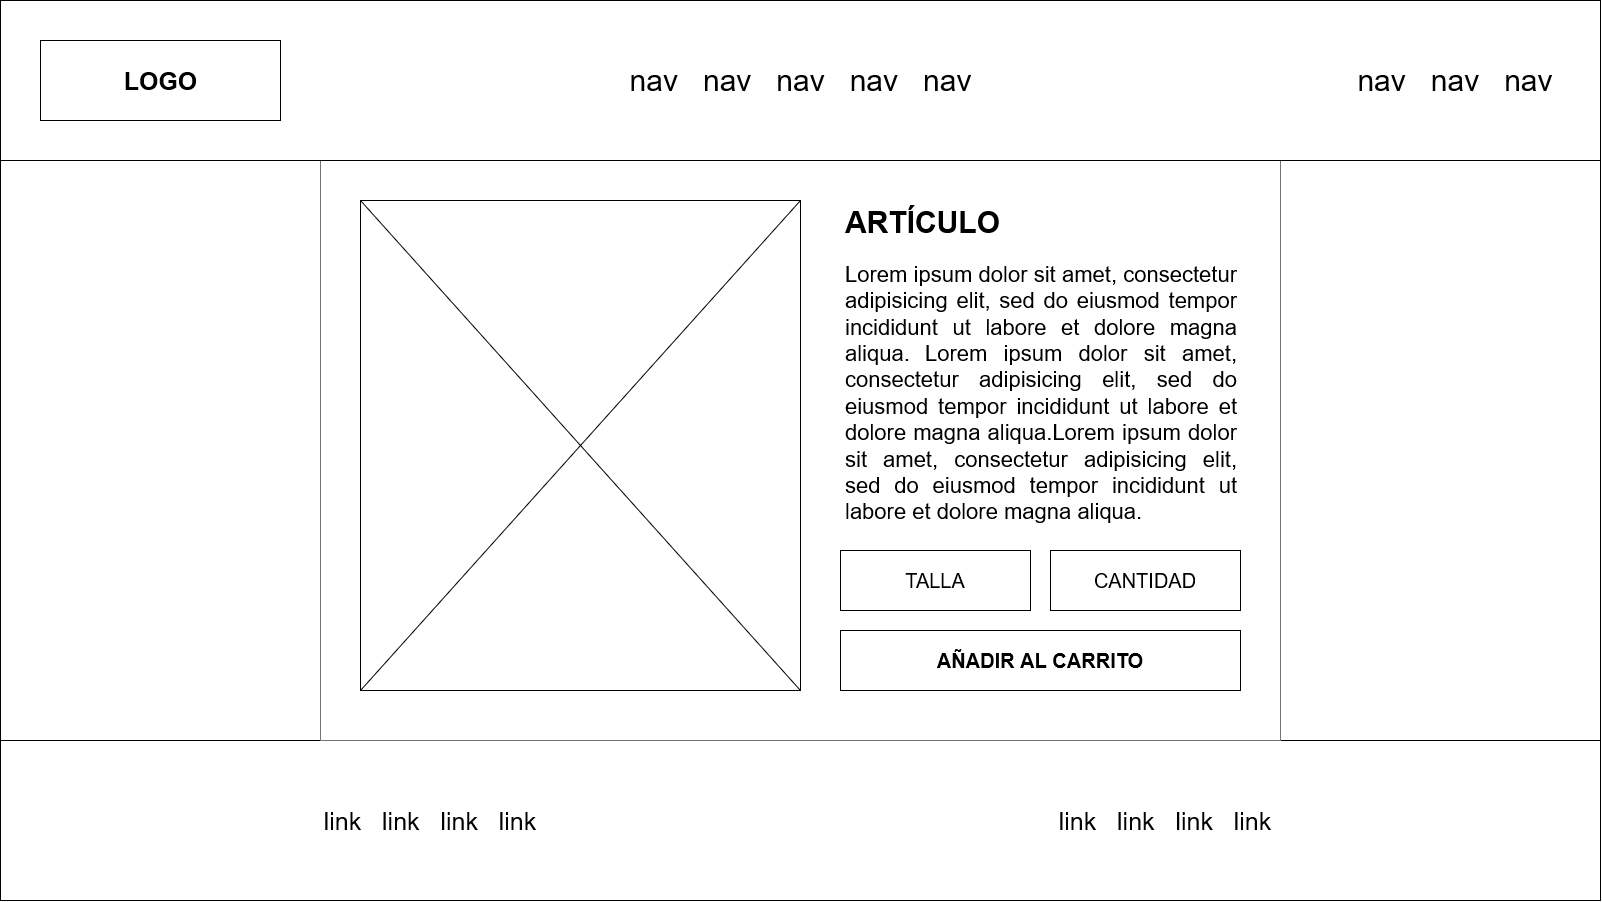 LOGO
nav nav nav nav nav
nav nav nav
ARTÍCULO
Lorem ipsum dolor sit amet, consectetur
adipisicing elit, sed do eiusmod tempor
incididunt ut labore et dolore magna
aliqua. Lorem ipsum dolor sit amet,
consectetur adipisicing elit, sed do
eiusmod tempor incididunt ut labore et
dolore magna aliqua.Lorem ipsum dolor
sit amet, consectetur adipisicing elit,
sed do eiusmod tempor incididunt ut
labore et dolore magna aliqua.
TALLA
CANTIDAD
AÑADIR AL CARRITO
link link link link
link link link link